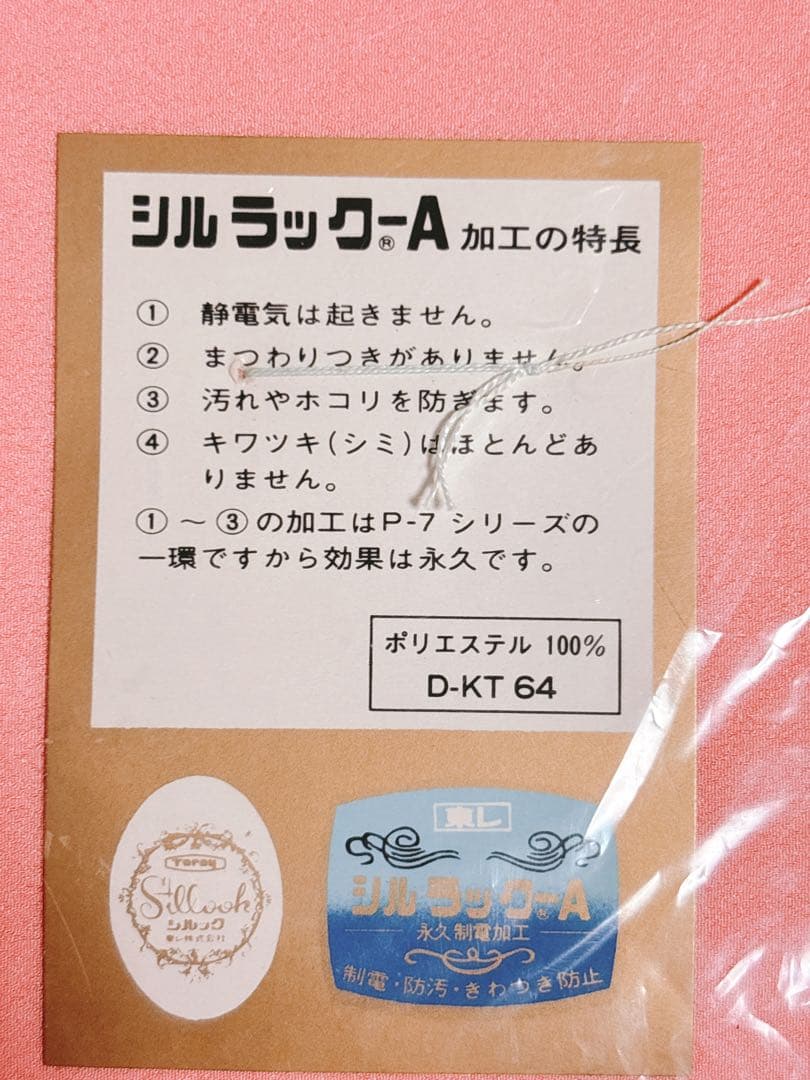 シルラック®-A 加工の特長
① 静電気は起きません。
② まつわりつきがありません。
③ 汚れやホコリを防ぎます。
④ キワツキ(シミ)はほとんどあ
りません。
①～③の加工はP-7シリーズの
一環ですから効果は永久です。
ポリエステル 100%
D-KT 64
Toray
Sillook
シルック
東レ株式会社
東レ
シルラック®-A
永久制電加工
制電・防汚・きわつき防止